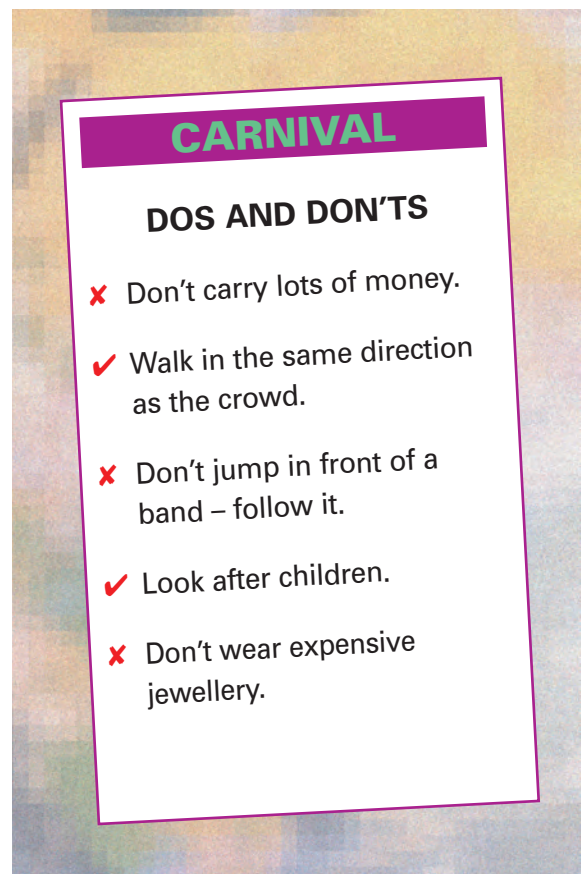 CARNIVAL
DOS AND DON'TS
✘ Don't carry lots of money.
✔ Walk in the same direction
as the crowd.
✘ Don't jump in front of a
band – follow it.
✔ Look after children.
✘ Don't wear expensive
jewellery.